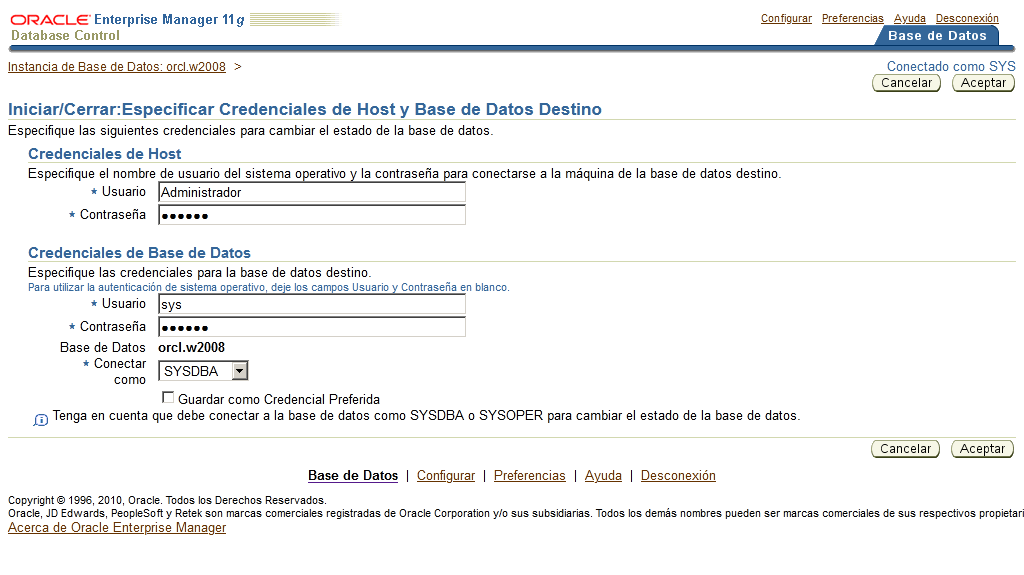 ORACLE Enterprise Manager 11g
Database Control
Configurar Preferencias Ayuda Desconexión
Base de Datos
Instancia de Base de Datos: orcl.w2008 >
Conectado como SYS
Cancelar Aceptar
Iniciar/Cerrar:Especificar Credenciales de Host y Base de Datos Destino
Especifique las siguientes credenciales para cambiar el estado de la base de datos.
Credenciales de Host
Especifique el nombre de usuario del sistema operativo y la contraseña para conectarse a la máquina de la base de datos destino.
* Usuario Administrador
* Contraseña ●●●●●●
Credenciales de Base de Datos
Especifique las credenciales para la base de datos destino.
Para utilizar la autenticación de sistema operativo, deje los campos Usuario y Contraseña en blanco.
* Usuario sys
* Contraseña ●●●●●●
Base de Datos orcl.w2008
* Conectar como SYSDBA
Guardar como Credencial Preferida
Tenga en cuenta que debe conectar a la base de datos como SYSDBA o SYSOPER para cambiar el estado de la base de datos.
Cancelar Aceptar
Base de Datos | Configurar | Preferencias | Ayuda | Desconexión
Copyright © 1996, 2010, Oracle. Todos los Derechos Reservados.
Oracle, JD Edwards, PeopleSoft y Retek son marcas comerciales registradas de Oracle Corporation y/o sus subsidiarias. Todos los demás nombres pueden ser marcas comerciales de sus respectivos propietari
Acerca de Oracle Enterprise Manager